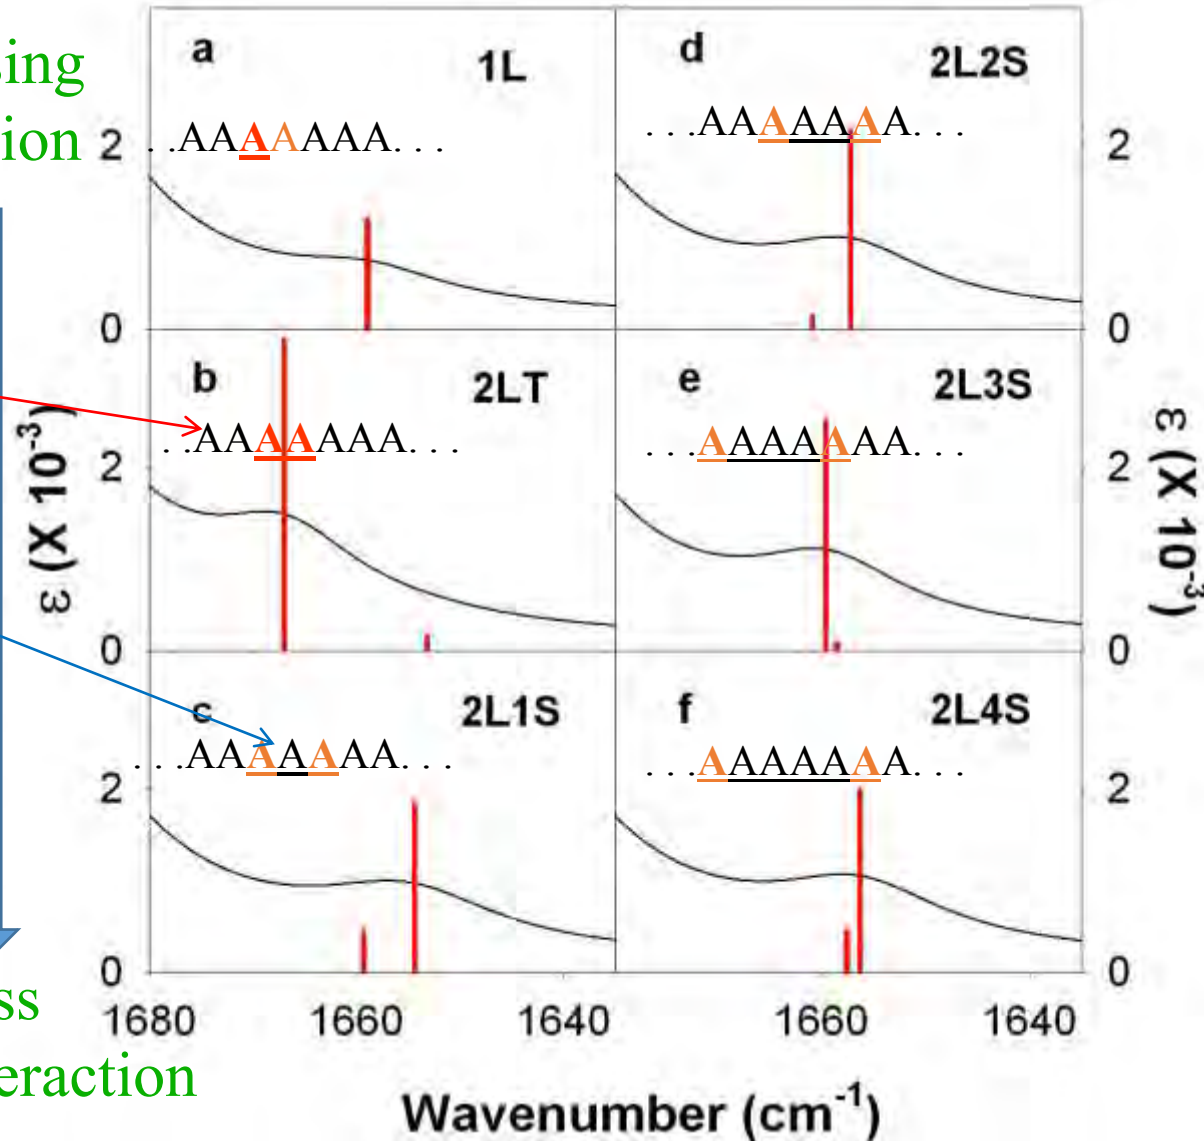 sing
ion
ss
eraction
a
1L
. .AAAAAAA. . .
2
0
b
2LT
. .AAAAAAA. . .
2
0
c
2L1S
. . .AAAAAAA. . .
2
0
d
2L2S
. . .AAAAAAA. . .
2
0
e
2L3S
. . .AAAAAAA. . .
2
0
f
2L4S
. . .AAAAAAA. . .
2
0
ε (X 10⁻³)
ε (X 10⁻³)
1680 1660 1640 1660 1640
Wavenumber (cm⁻¹)